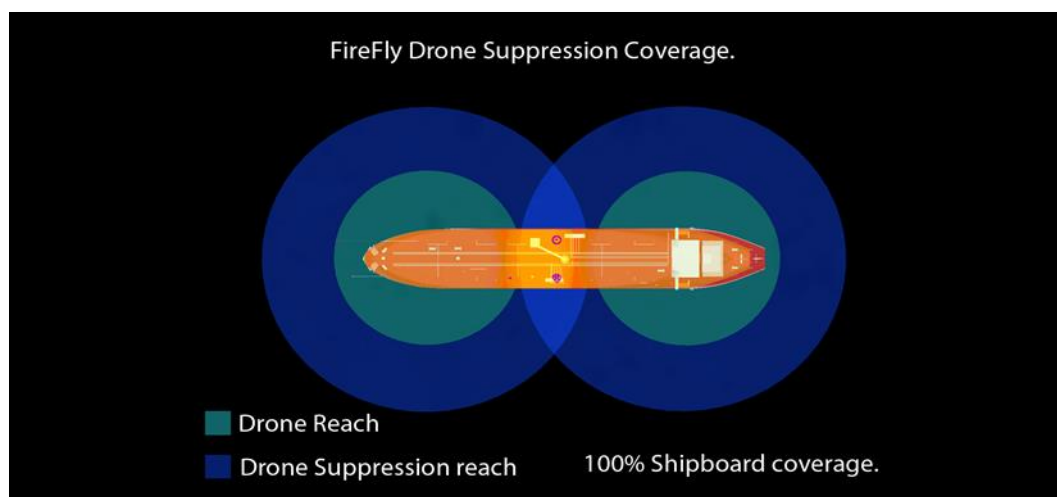 FireFly Drone Suppression Coverage.
Drone Reach
Drone Suppression reach
100% Shipboard coverage.